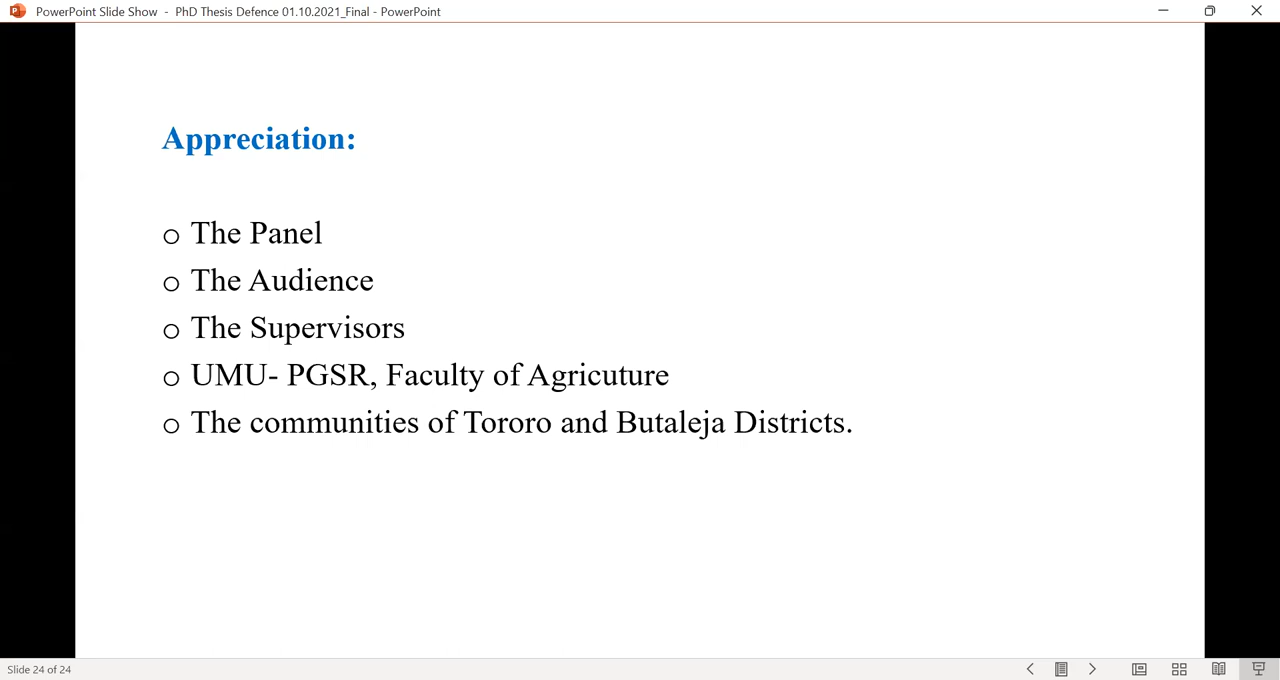 PowerPoint Slide Show - PhD Thesis Defence 01.10.2021_Final - PowerPoint
Appreciation:
o The Panel
o The Audience
o The Supervisors
o UMU- PGSR, Faculty of Agricuture
o The communities of Tororo and Butaleja Districts.
Slide 24 of 24